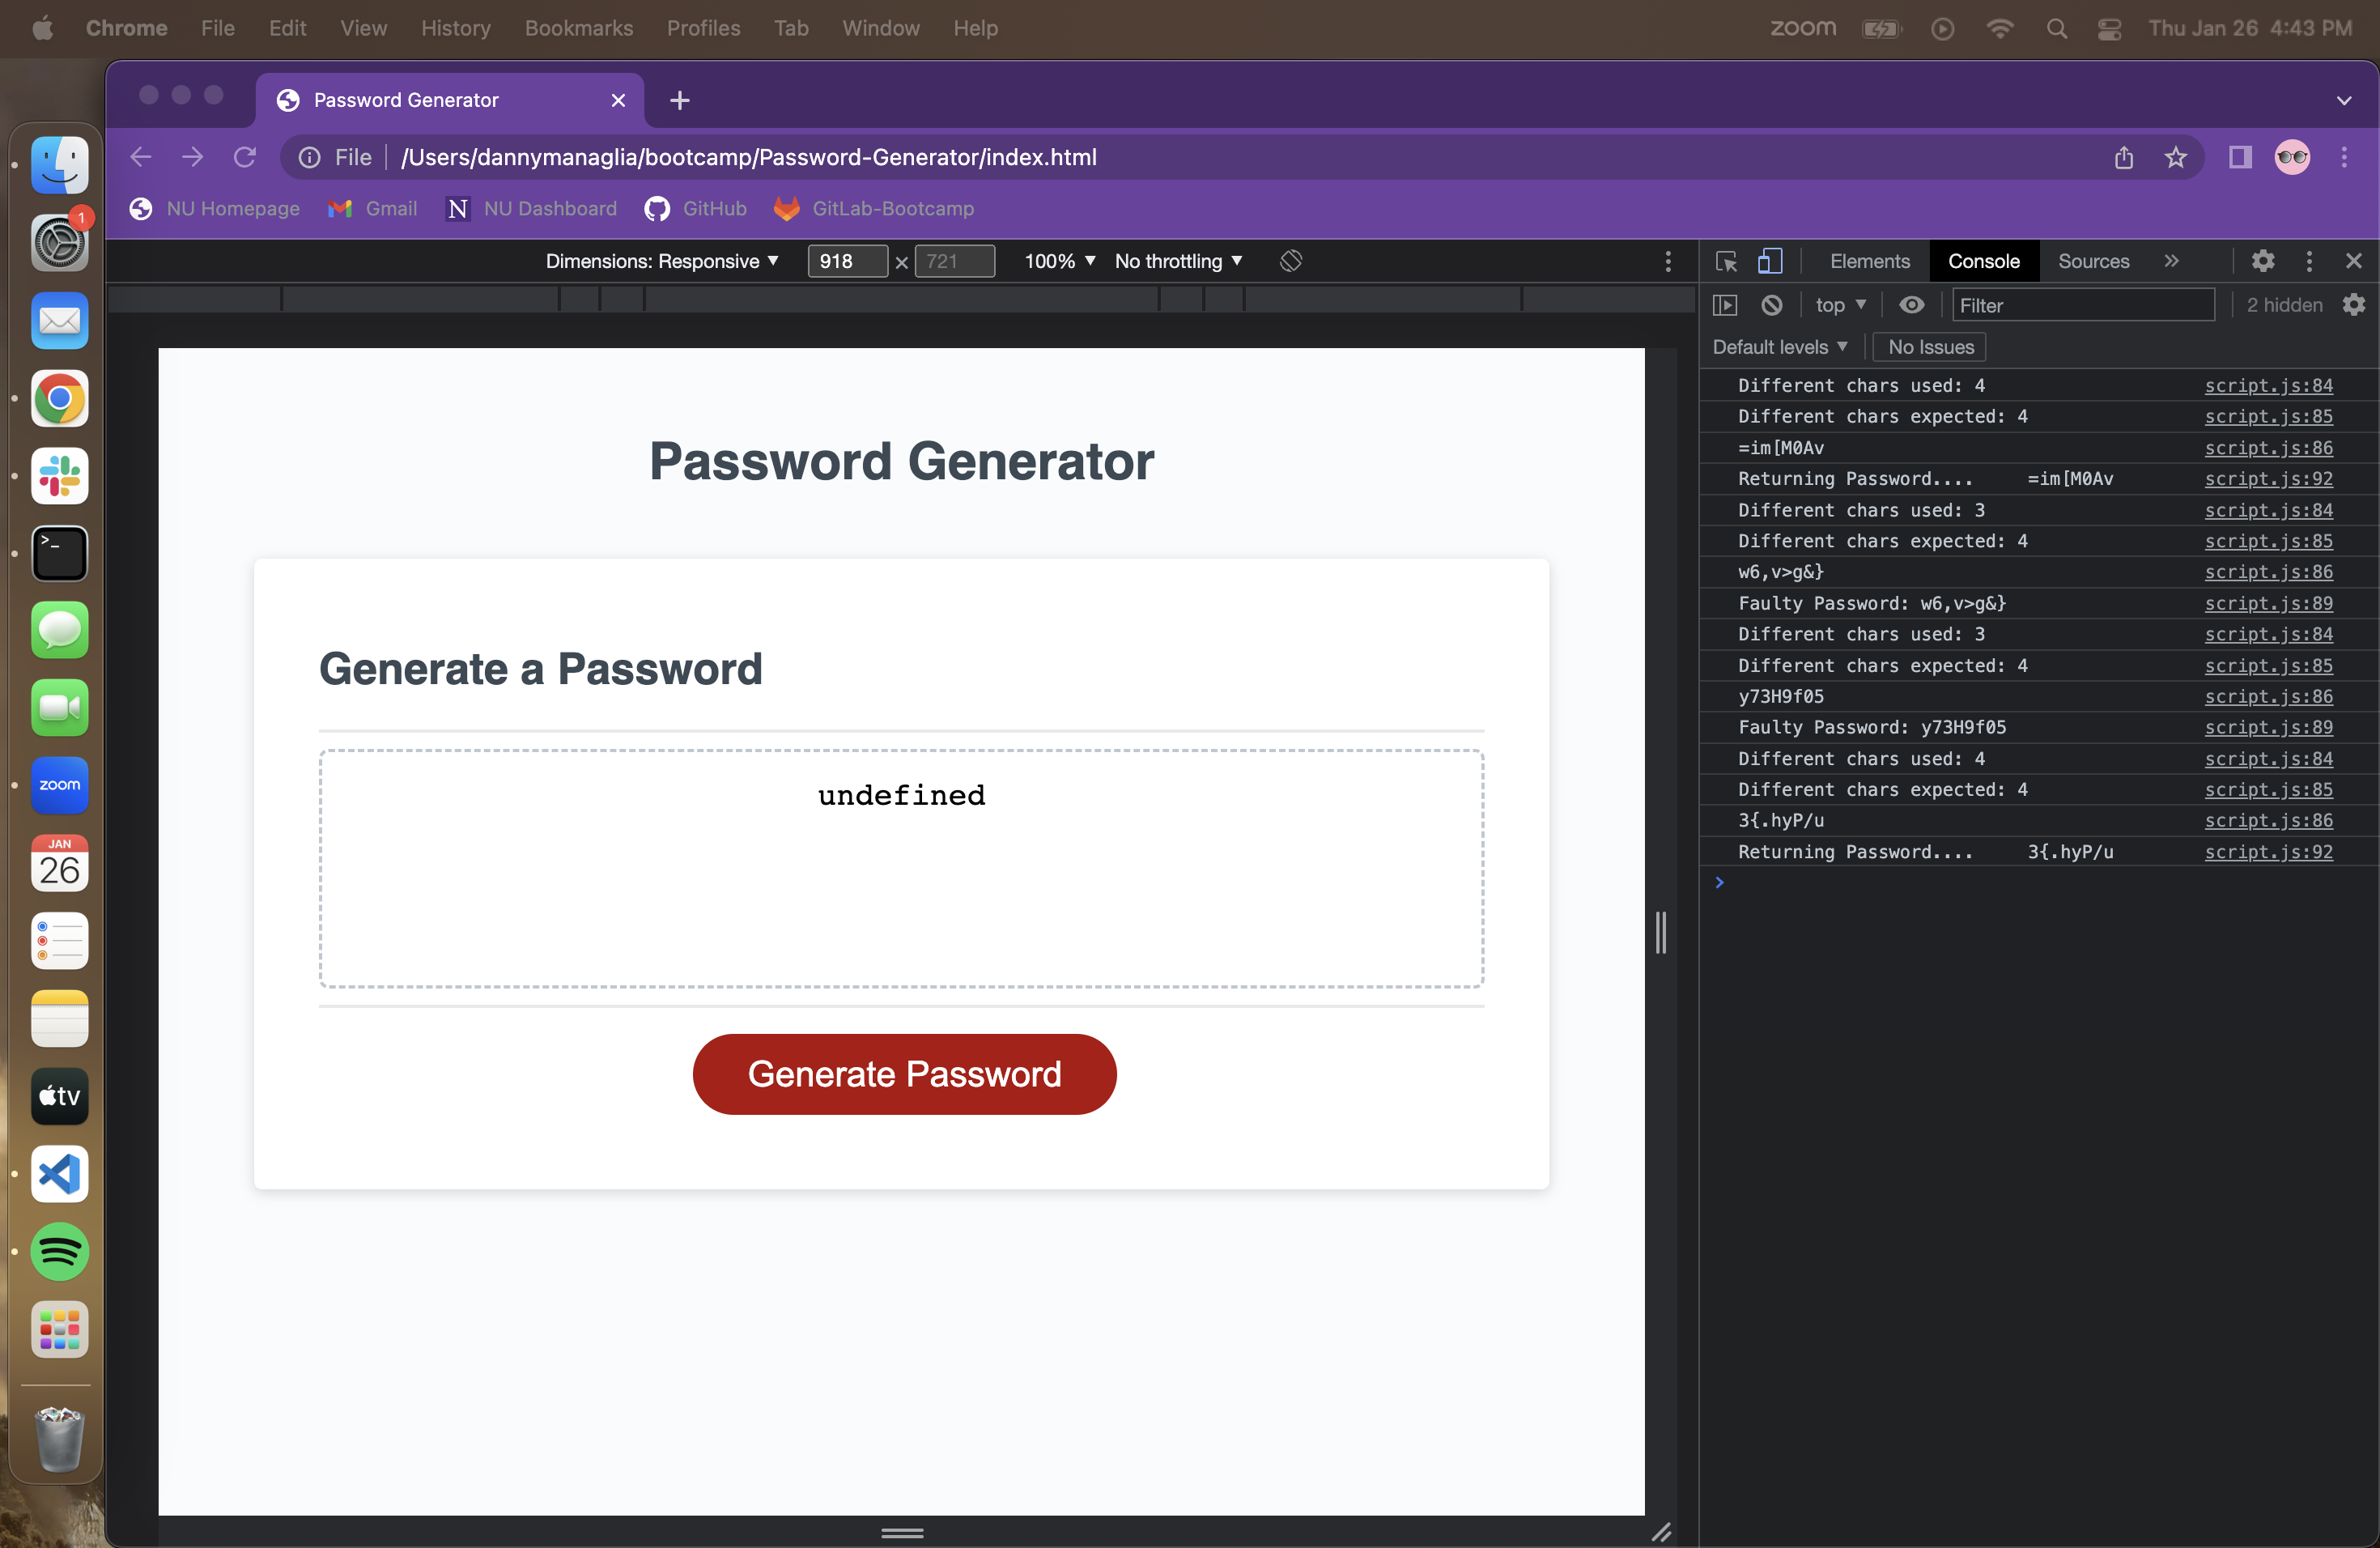 Chrome File Edit View History Bookmarks Profiles Tab Window Help zoom Thu Jan 26 4:43 PM
Password Generator
File /Users/dannymanaglia/bootcamp/Password-Generator/index.html
NU Homepage Gmail N NU Dashboard GitHub GitLab-Bootcamp
Dimensions: Responsive 918 × 721 100% No throttling
Elements Console Sources
top Filter 2 hidden
Default levels No Issues
Different chars used: 4 script.js:84
Different chars expected: 4 script.js:85
=im[M0Av script.js:86
Returning Password.... =im[M0Av script.js:92
Different chars used: 3 script.js:84
Different chars expected: 4 script.js:85
w6,v>g&} script.js:86
Faulty Password: w6,v>g&} script.js:89
Different chars used: 3 script.js:84
Different chars expected: 4 script.js:85
y73H9f05 script.js:86
Faulty Password: y73H9f05 script.js:89
Different chars used: 4 script.js:84
Different chars expected: 4 script.js:85
3{.hyP/u script.js:86
Returning Password.... 3{.hyP/u script.js:92
Password Generator
Generate a Password
undefined
Generate Password
1
>_
zoom
JAN
26
tv